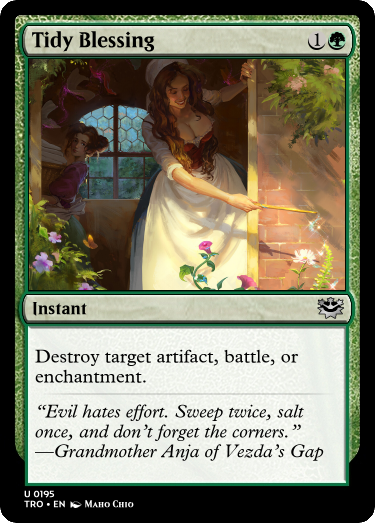 Tidy Blessing 1
Instant
Destroy target artifact, battle, or
enchantment.
“Evil hates effort. Sweep twice, salt
once, and don’t forget the corners.”
—Grandmother Anja of Vezda’s Gap
U 0195
TRO • EN Maho Chio